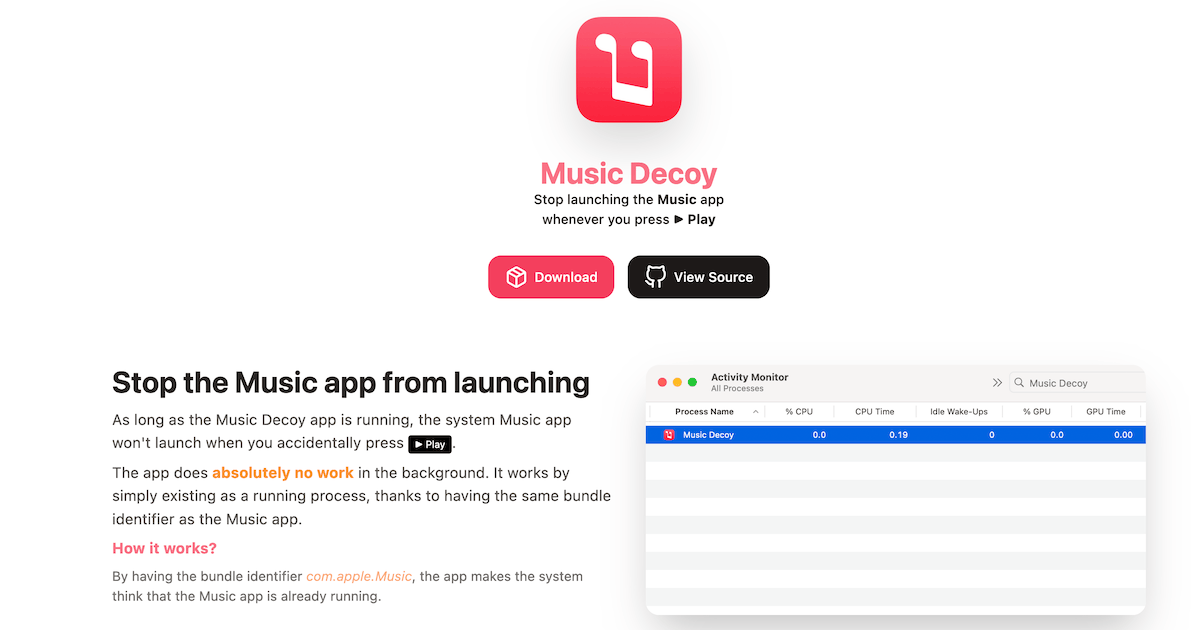 Music Decoy
Stop launching the Music app
whenever you press ▶ Play
Download
View Source
Stop the Music app from launching
As long as the Music Decoy app is running, the system Music app
won't launch when you accidentally press ▶ Play.
The app does absolutely no work in the background. It works by
simply existing as a running process, thanks to having the same bundle
identifier as the Music app.
How it works?
By having the bundle identifier com.apple.Music, the app makes the system
think that the Music app is already running.
Activity Monitor
All Processes
Music Decoy
Process Name % CPU CPU Time Idle Wake-Ups % GPU GPU Time
Music Decoy 0.0 0.19 0 0.0 0.00